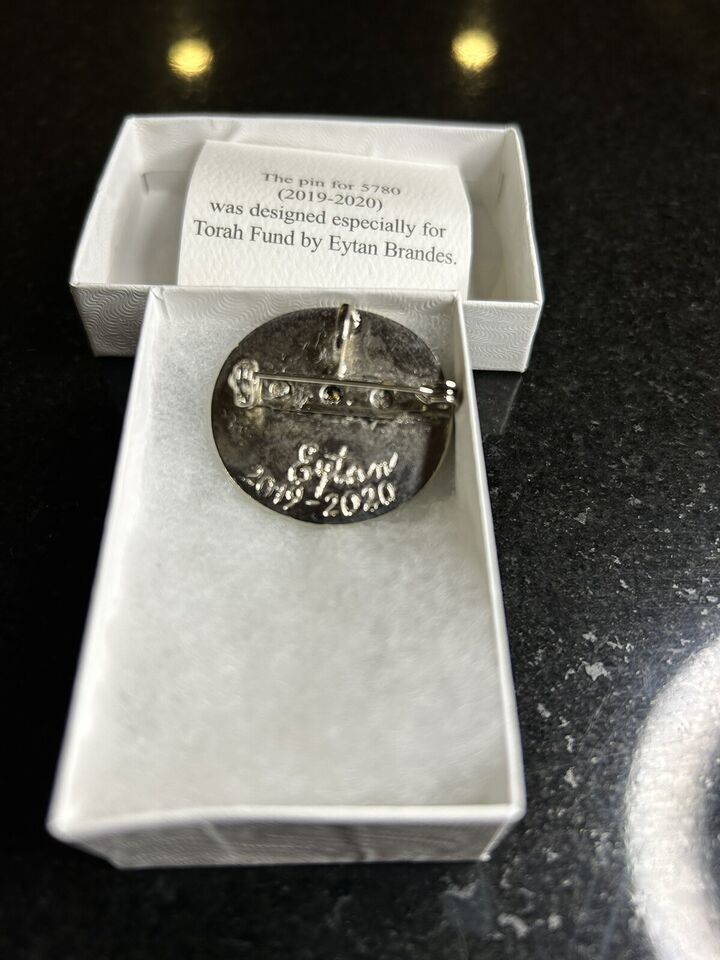 The pin for 5780
(2019-2020)
was designed especially for
Torah Fund by Eytan Brandes.
Eytan
2019-2020